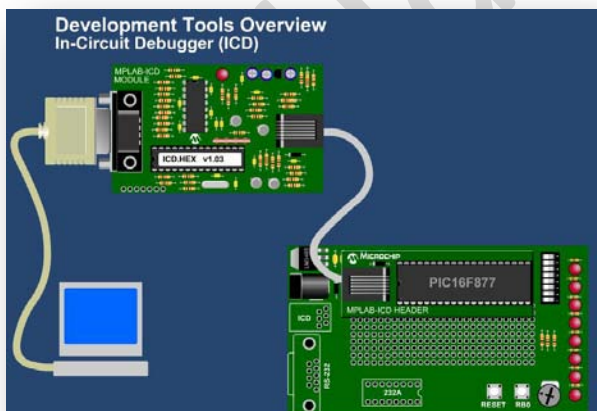 Development Tools Overview
In-Circuit Debugger (ICD)
MPLAB-ICD
MODULE
ICD.HEX v1.03
MICROCHIP
PIC16F877
MPLAB-ICD HEADER
ICD
RS-232
232A
RESET
RB0